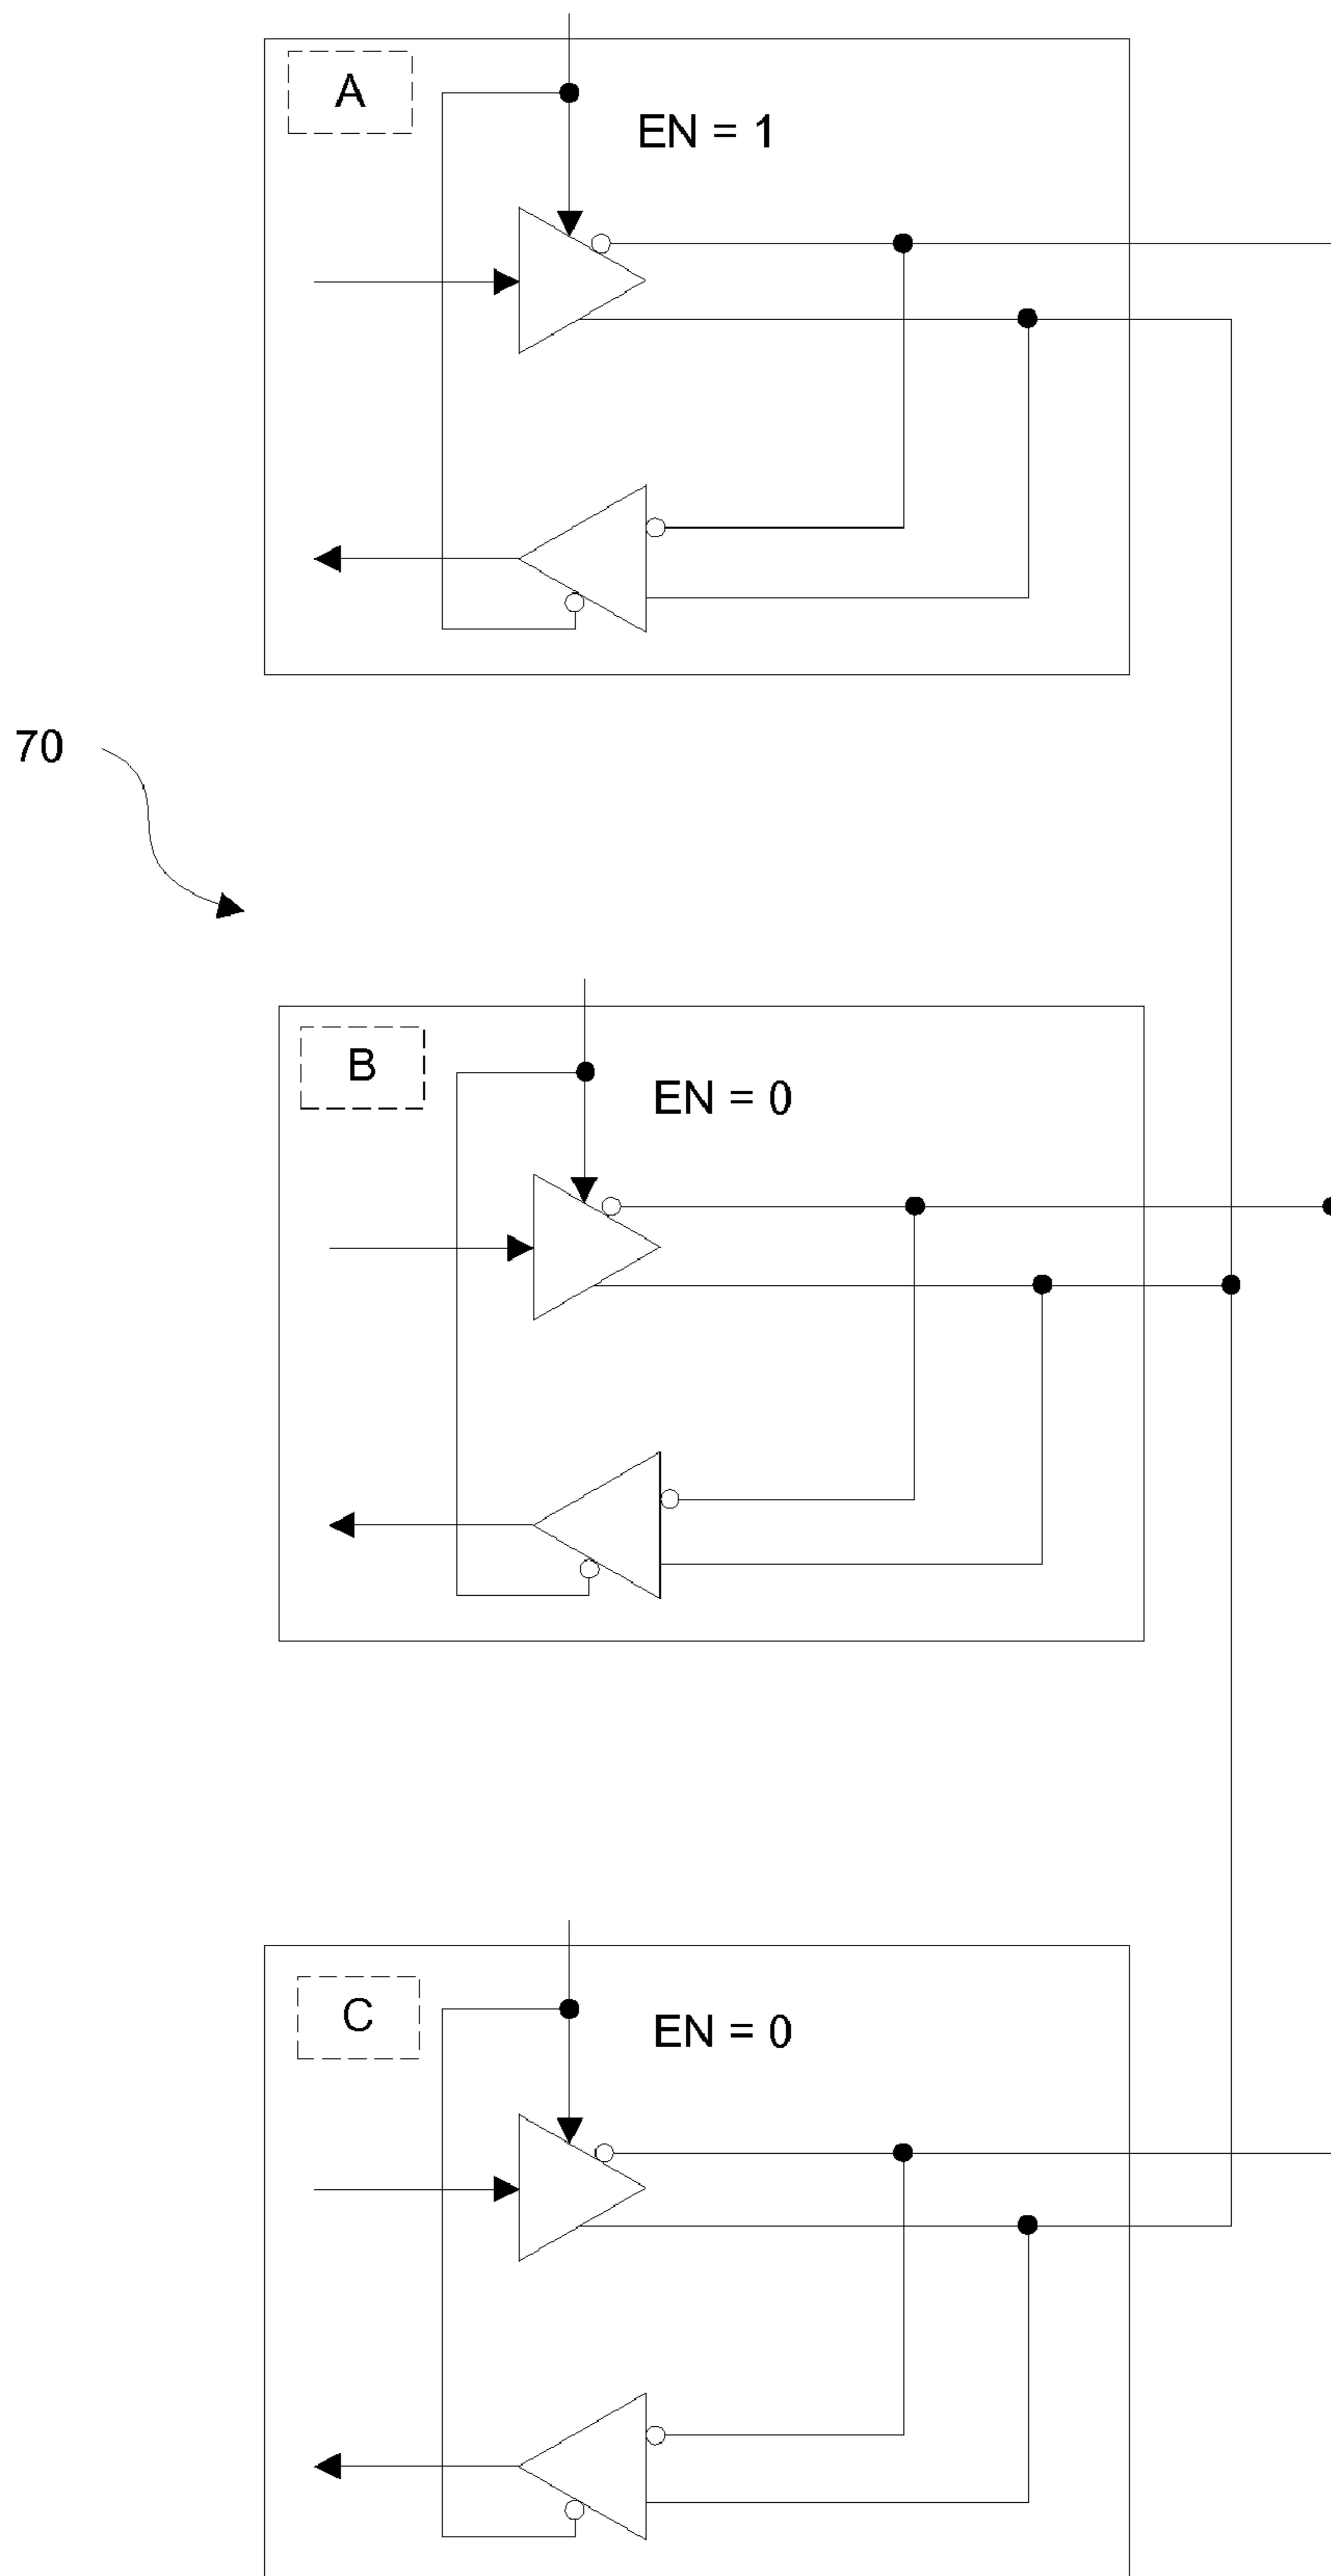 A
EN = 1
70
B
EN = 0
C
EN = 0